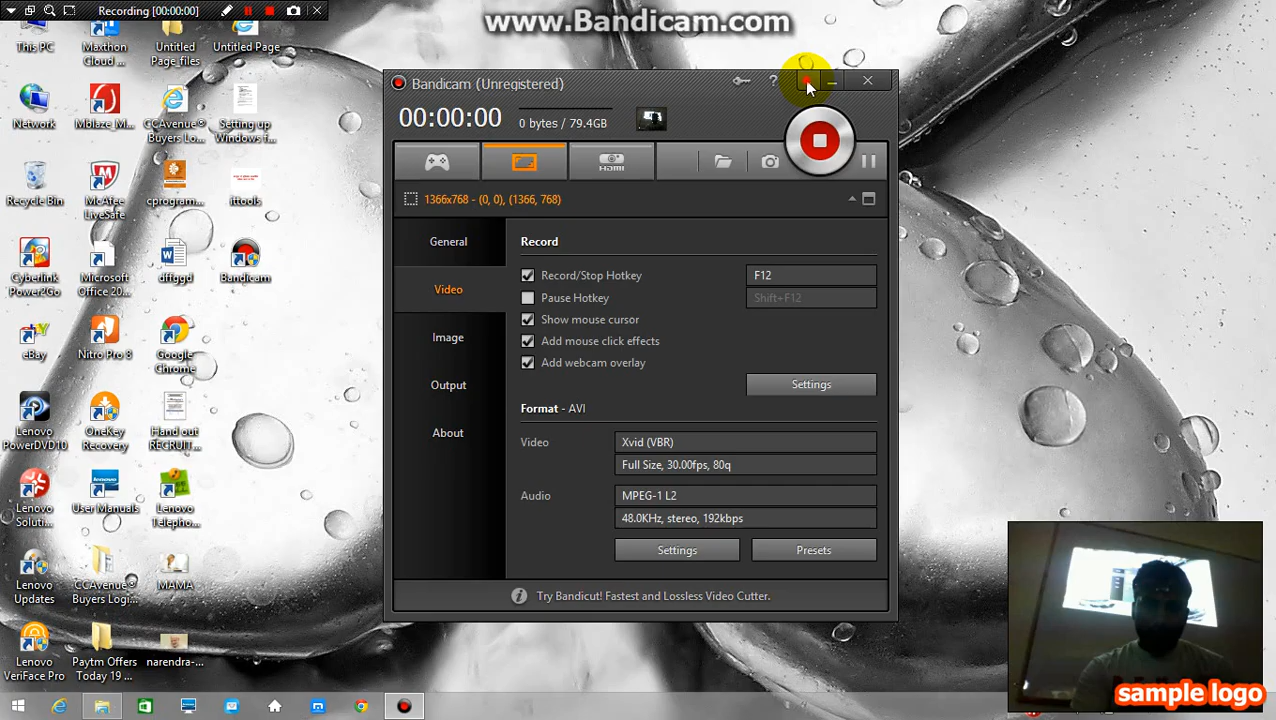 Recording [00:00:00]
www.Bandicam.com
This PC
Maxthon Cloud ...
Untitled Page_files
Untitled Page
Network
Mblaze |M...
CCAvenue® Buyers Lo...
Setting up Windows f...
Recycle Bin
McAfee LiveSafe
cprogram...
ittools
Cyberlink Power2Go
Microsoft Office 20...
dffggd
Bandicam
eBay
Nitro Pro 8
Google Chrome
Lenovo PowerDVD10
OneKey Recovery
Hand out RECRUIT...
Lenovo Soluti...
User Manuals
Lenovo Telepho...
Lenovo Updates
CCAvenue® Buyers Logi...
MAMA
Lenovo VeriFace Pro
Paytm Offers Today 19 ...
narendra-...
Bandicam (Unregistered)
?
00:00:00
0 bytes / 79.4GB
HDMI
1366x768 - (0, 0), (1366, 768)
General
Video
Image
Output
About
Record
Record/Stop Hotkey
F12
Pause Hotkey
Shift+F12
Show mouse cursor
Add mouse click effects
Add webcam overlay
Settings
Format - AVI
Video
Xvid (VBR)
Full Size, 30.00fps, 80q
Audio
MPEG-1 L2
48.0KHz, stereo, 192kbps
Settings
Presets
Try Bandicut! Fastest and Lossless Video Cutter.
sample logo